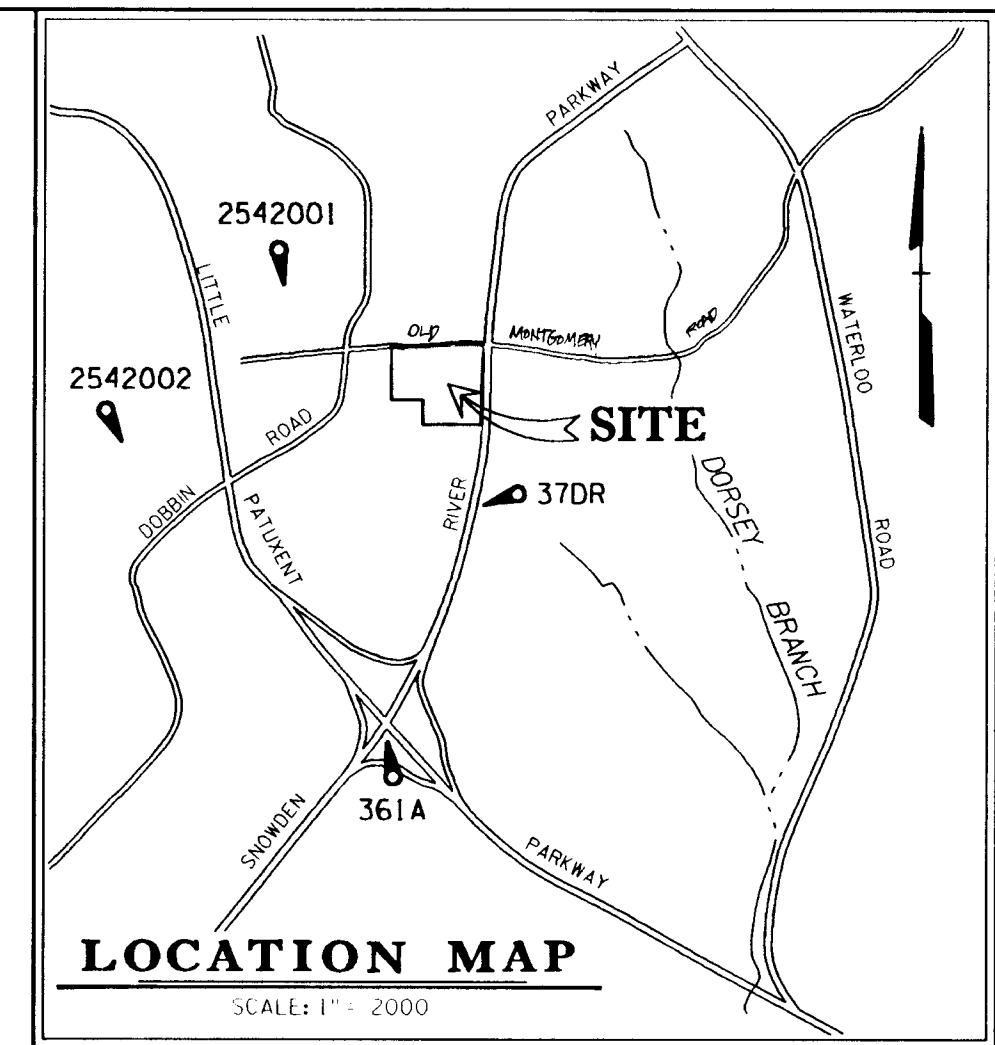 PARKWAY
2542001
LITTLE
OLD MONTGOMERY ROAD
WATERLOO
2542002
SITE
DOBBIN ROAD
PATUXENT
RIVER
37DR
DORSEY
ROAD
BRANCH
361A
SNOWDEN
PARKWAY
LOCATION MAP
SCALE: 1" = 2000